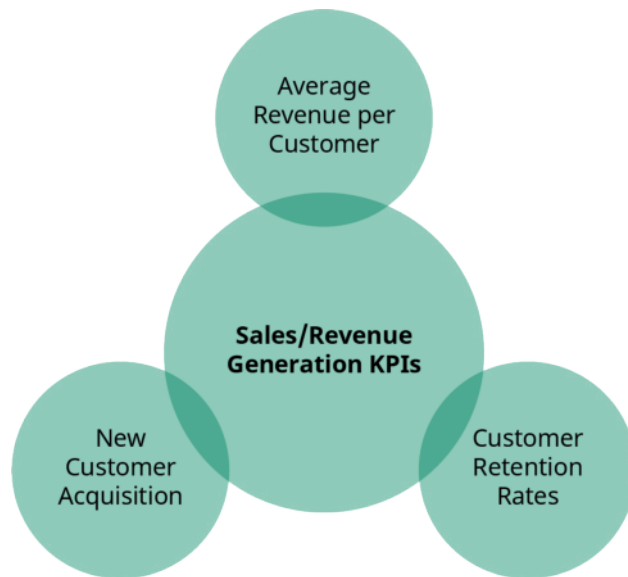 Average
Revenue per
Customer
Sales/Revenue
Generation KPIs
New
Customer
Acquisition
Customer
Retention
Rates